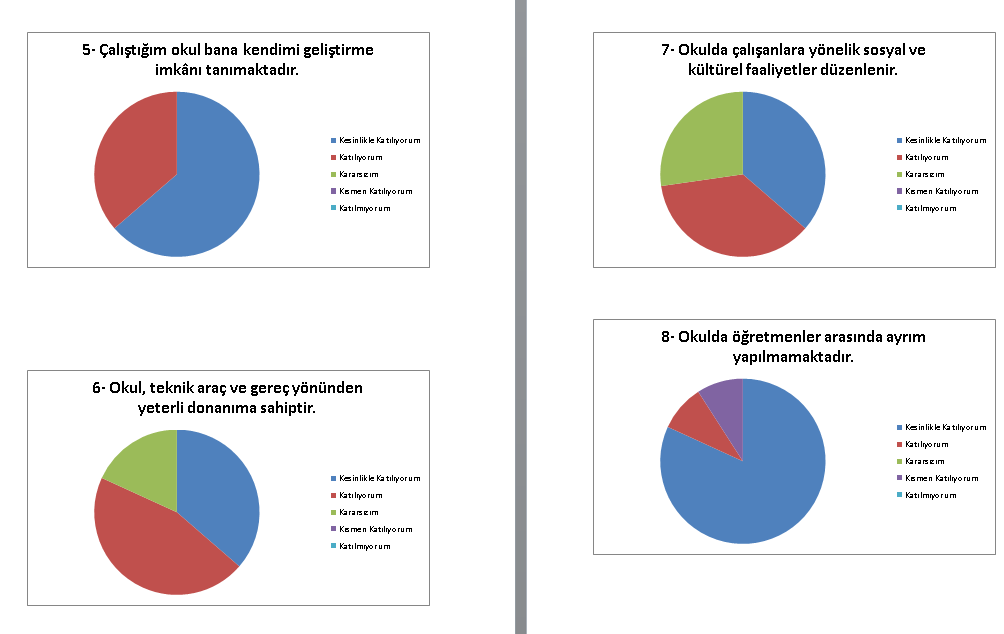 5- Çalıştığım okul bana kendimi geliştirme
imkânı tanımaktadır.
Kesinlikle Katılıyorum
Katılıyorum
Kararsızım
Kısmen Katılıyorum
Katılmıyorum
6- Okul, teknik araç ve gereç yönünden
yeterli donanıma sahiptir.
Kesinlikle Katılıyorum
Katılıyorum
Kararsızım
Kısmen Katılıyorum
Katılmıyorum
7- Okulda çalışanlara yönelik sosyal ve
kültürel faaliyetler düzenlenir.
Kesinlikle Katılıyorum
Katılıyorum
Kararsızım
Kısmen Katılıyorum
Katılmıyorum
8- Okulda öğretmenler arasında ayrım
yapılmamaktadır.
Kesinlikle Katılıyorum
Katılıyorum
Kararsızım
Kısmen Katılıyorum
Katılmıyorum